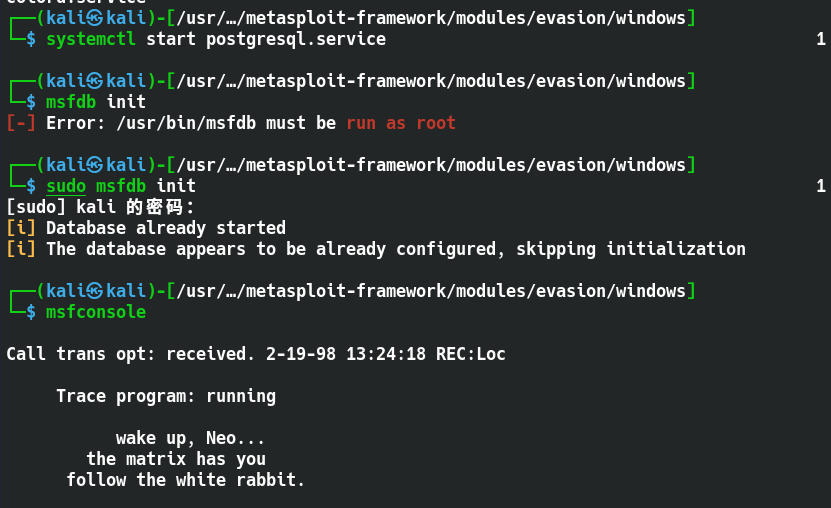 ┌──(kali㉿kali)-[/usr/…/metasploit-framework/modules/evasion/windows]
└─$ systemctl start postgresql.service 1
┌──(kali㉿kali)-[/usr/…/metasploit-framework/modules/evasion/windows]
└─$ msfdb init
[-] Error: /usr/bin/msfdb must be run as root
┌──(kali㉿kali)-[/usr/…/metasploit-framework/modules/evasion/windows]
└─$ sudo msfdb init 1
[sudo] kali 的密码：
[i] Database already started
[i] The database appears to be already configured, skipping initialization
┌──(kali㉿kali)-[/usr/…/metasploit-framework/modules/evasion/windows]
└─$ msfconsole
Call trans opt: received. 2-19-98 13:24:18 REC:Loc
Trace program: running
wake up, Neo...
the matrix has you
follow the white rabbit.